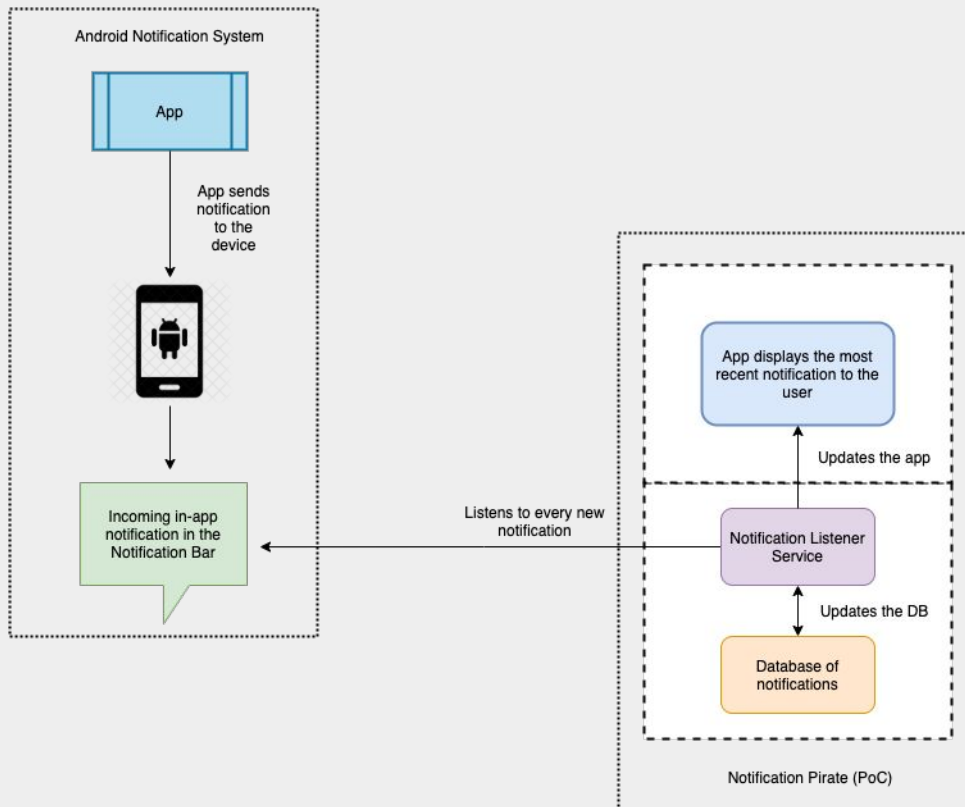 Android Notification System
App
App sends
notification
to the
device
Incoming in-app
notification in the
Notification Bar
Listens to every new
notification
App displays the most
recent notification to the
user
Updates the app
Notification Listener
Service
Updates the DB
Database of
notifications
Notification Pirate (PoC)